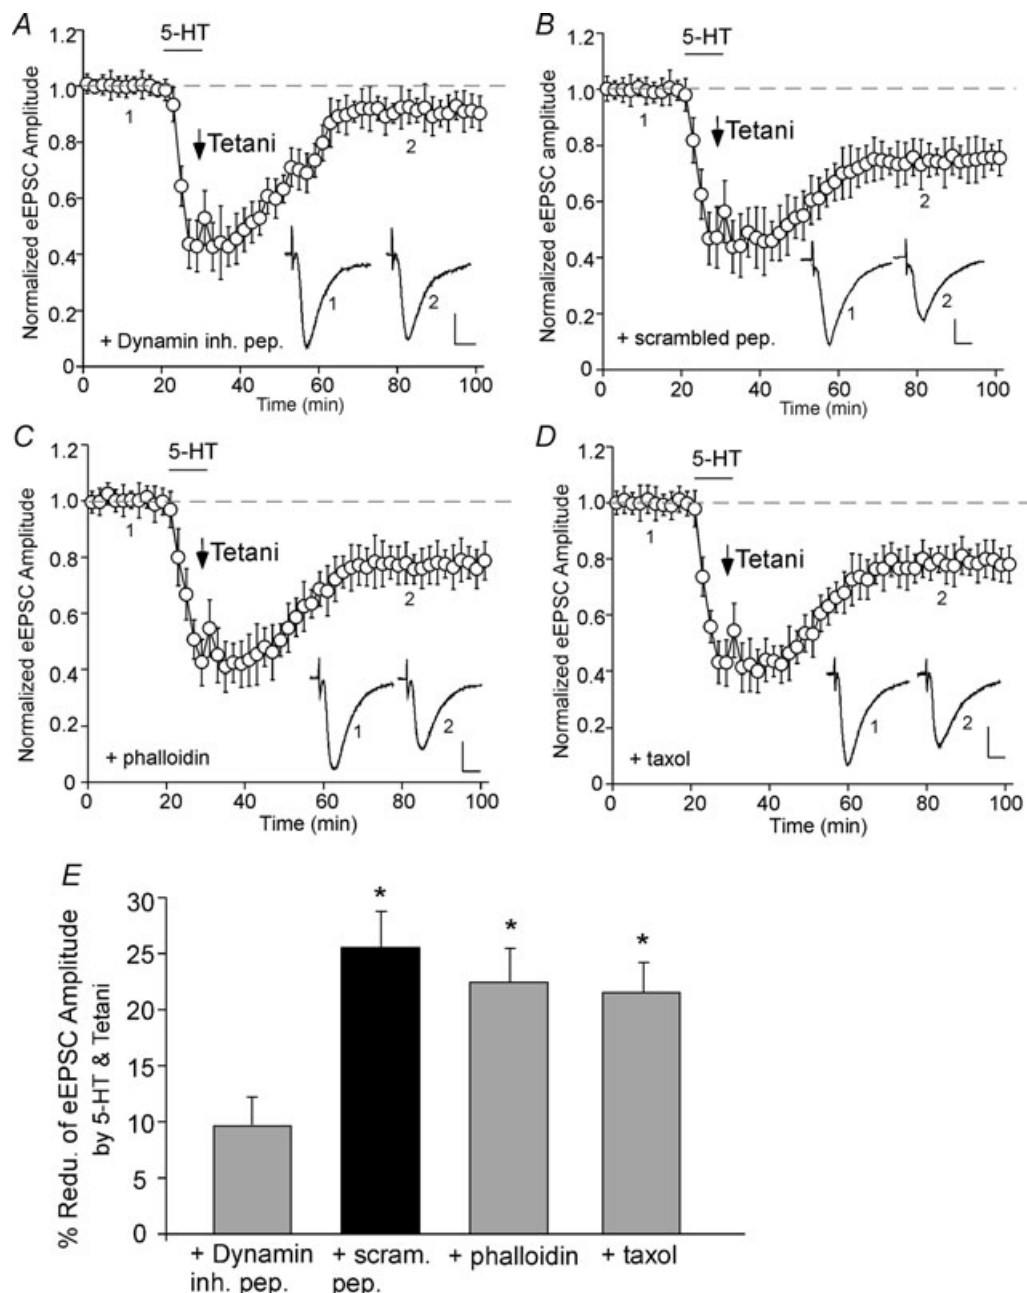 A
5-HT
Normalized eEPSC Amplitude
1.2
1.0
0.8
0.6
0.4
0.2
0
1
Tetani
2
1
2
+ Dynamin inh. pep.
0 20 40 60 80 100
Time (min)
B
5-HT
Normalized eEPSC amplitude
1.2
1.0
0.8
0.6
0.4
0.2
0
1
Tetani
2
1
2
+ scrambled pep.
0 20 40 60 80 100
Time (min)
C
5-HT
Normalized eEPSC Amplitude
1.2
1.0
0.8
0.6
0.4
0.2
0
1
Tetani
2
1
2
+ phalloidin
0 20 40 60 80 100
Time (min)
D
5-HT
Normalized eEPSC Amplitude
1.2
1.0
0.8
0.6
0.4
0.2
0
1
Tetani
2
1
2
+ taxol
0 20 40 60 80 100
Time (min)
E
% Redu. of eEPSC Amplitude
by 5-HT & Tetani
30
25
20
15
10
5
0
*
*
*
+ Dynamin
inh. pep.
+ scram.
pep.
+ phalloidin
+ taxol